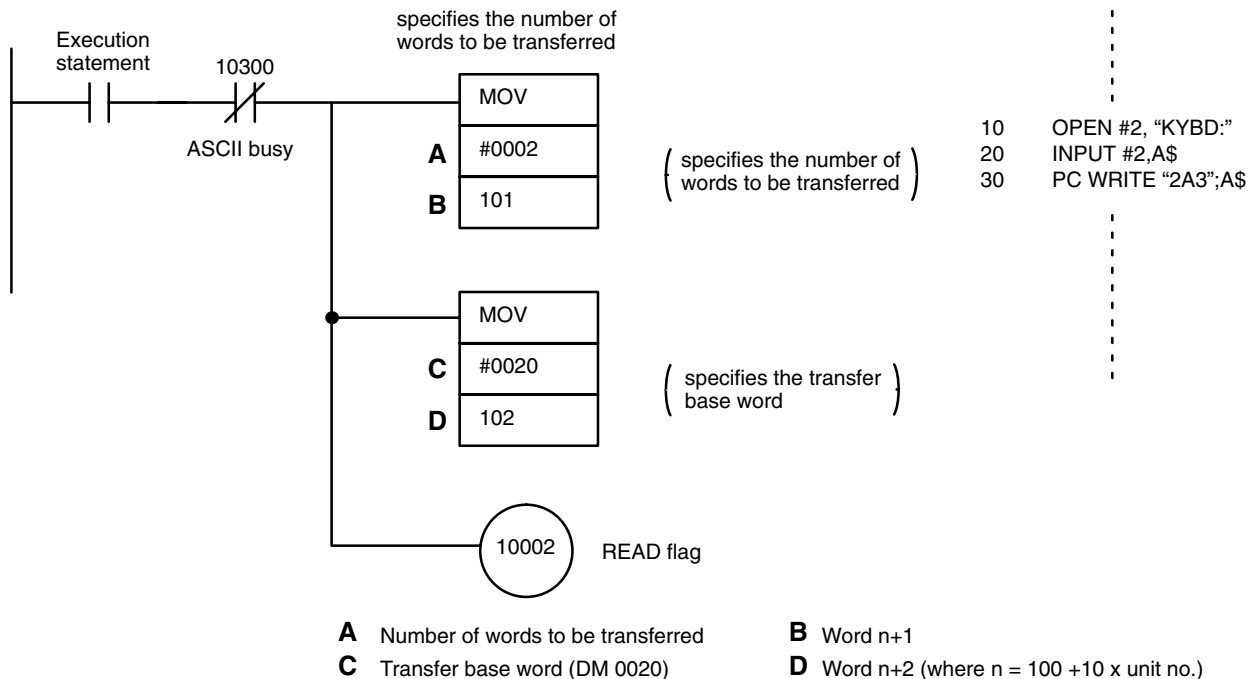 specifies the number of
words to be transferred
Execution
statement
10300
ASCII busy
MOV
A #0002
B 101
specifies the number of
words to be transferred
10 OPEN #2, “KYBD:”
20 INPUT #2,A$
30 PC WRITE “2A3”;A$
MOV
C #0020
D 102
specifies the transfer
base word
10002 READ flag
A Number of words to be transferred B Word n+1
C Transfer base word (DM 0020) D Word n+2 (where n = 100 +10 x unit no.)